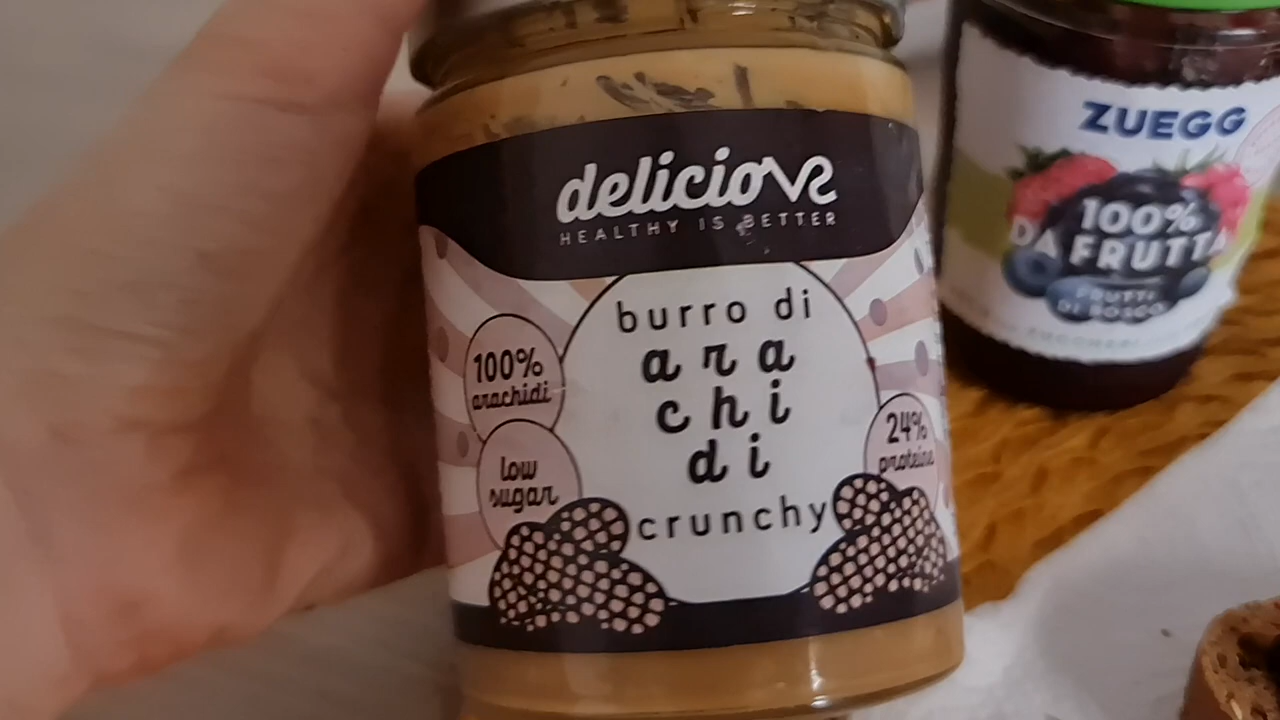 delicious
HEALTHY IS BETTER
burro di
ara
chi
di
crunchy
100%
arachidi
low
sugar
24%
proteine
ZUEGG
100%
DA FRUTTA
FRUTTI
DI BOSCO